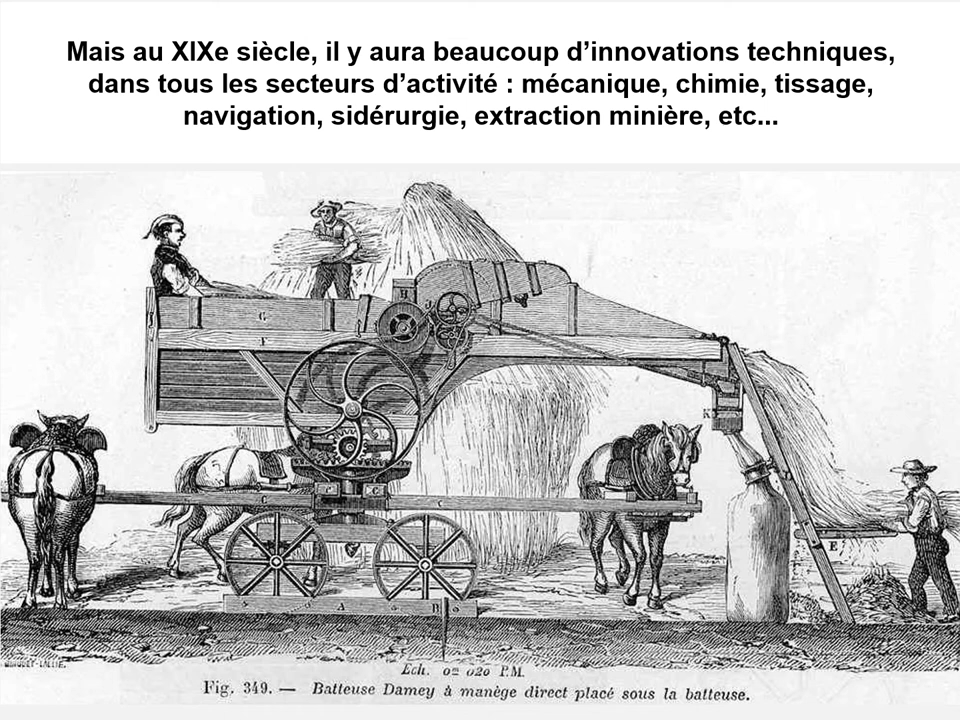 Mais au XIXe siècle, il y aura beaucoup d’innovations techniques,
dans tous les secteurs d’activité : mécanique, chimie, tissage,
navigation, sidérurgie, extraction minière, etc...
H
J
G
F
K
C
C
C
E
A
B
Éch. 0m 020 P.M.
Fig. 349. — Batteuse Damey à manège direct placé sous la batteuse.